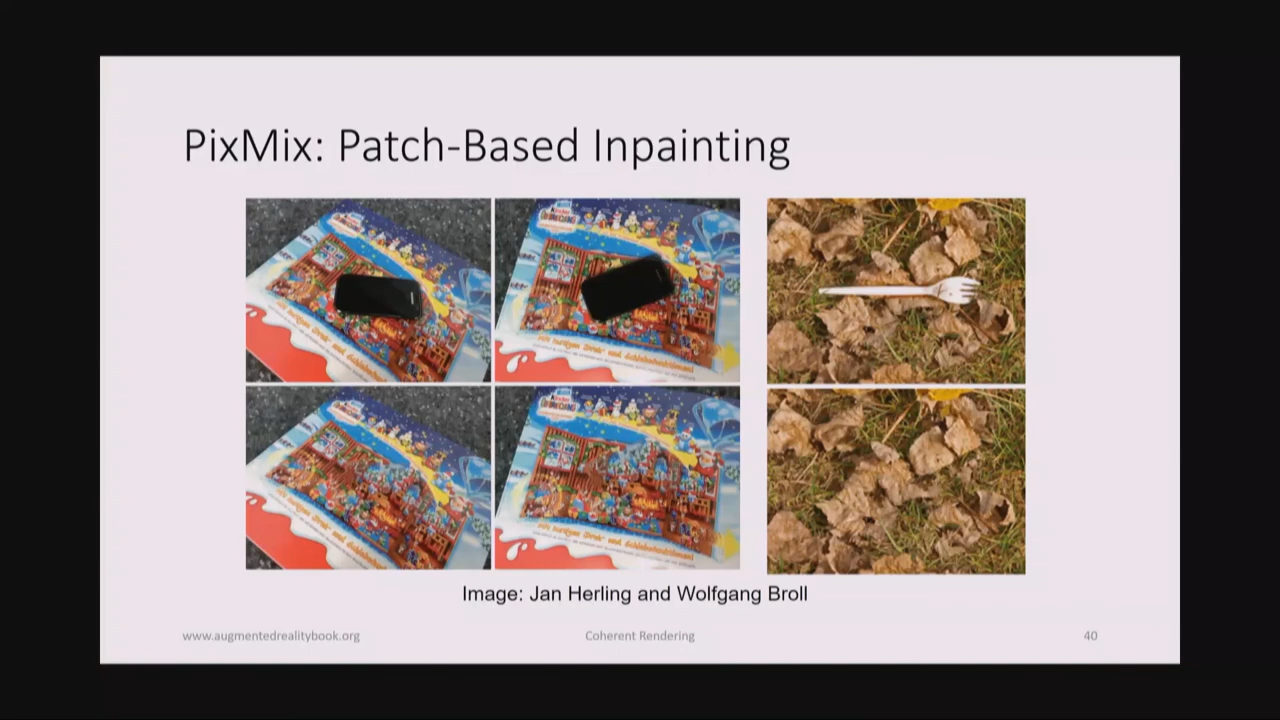 PixMix: Patch-Based Inpainting
Image: Jan Herling and Wolfgang Broll
www.augmentedrealitybook.org
Coherent Rendering
40